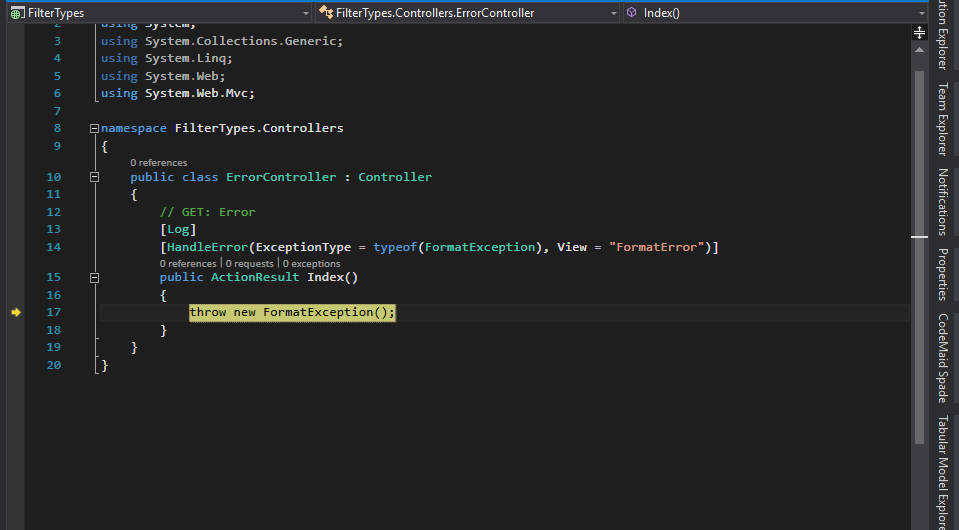 FilterTypes
FilterTypes.Controllers.ErrorController
Index()
2 using System;
3 using System.Collections.Generic;
4 using System.Linq;
5 using System.Web;
6 using System.Web.Mvc;
7
8 namespace FilterTypes.Controllers
9 {
0 references
10 public class ErrorController : Controller
11 {
12 // GET: Error
13 [Log]
14 [HandleError(ExceptionType = typeof(FormatException), View = "FormatError")]
0 references | 0 requests | 0 exceptions
15 public ActionResult Index()
16 {
17 throw new FormatException();
18 }
19 }
20 }
ution Explorer
Team Explorer
Notifications
Properties
CodeMaid Spade
Tabular Model Explore